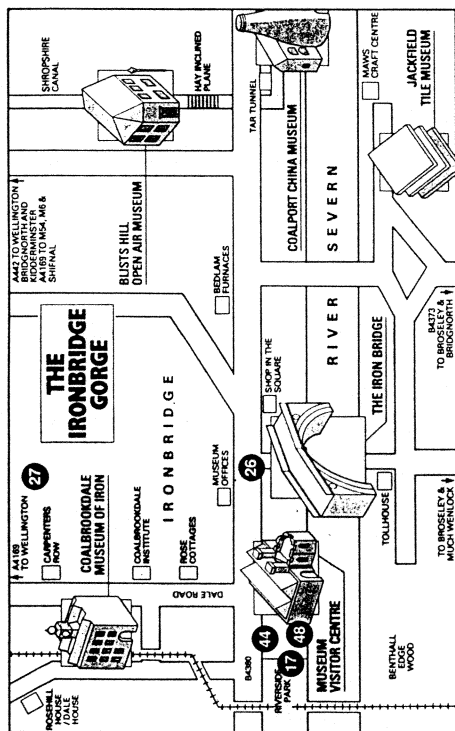 SHROPSHIRE
CANAL
HAY INCLINED
PLANE
TAR TUNNEL
MAWS
CRAFT CENTRE
JACKFIELD
TILE MUSEUM
COALPORT CHINA MUSEUM
A442 TO WELLINGTON
BRIDGNORTH AND
KIDDERMINSTER
A4169 TO M54, M6 &
SHIFNAL
BLISTS HILL
OPEN AIR MUSEUM
BEDLAM
FURNACES
SEVERN
RIVER
THE
IRONBRIDGE
GORGE
IRONBRIDGE
SHOP IN THE
SQUARE
THE IRON BRIDGE
B4373
TO BROSELEY &
BRIDGNORTH
27
26
MUSEUM
OFFICES
TOLLHOUSE
TO BROSELEY &
MUCH WENLOCK
A4169
TO WELLINGTON
CARPENTERS
ROW
COALBROOKDALE
MUSEUM OF IRON
COALBROOKDALE
INSTITUTE
ROSE
COTTAGES
DALE ROAD
44
48
17
MUSEUM
VISITOR CENTRE
B4380
RIVERSIDE
PARK
BENTHALL
EDGE
WOOD
ROSEHILL
HOUSE
/DALE
HOUSE